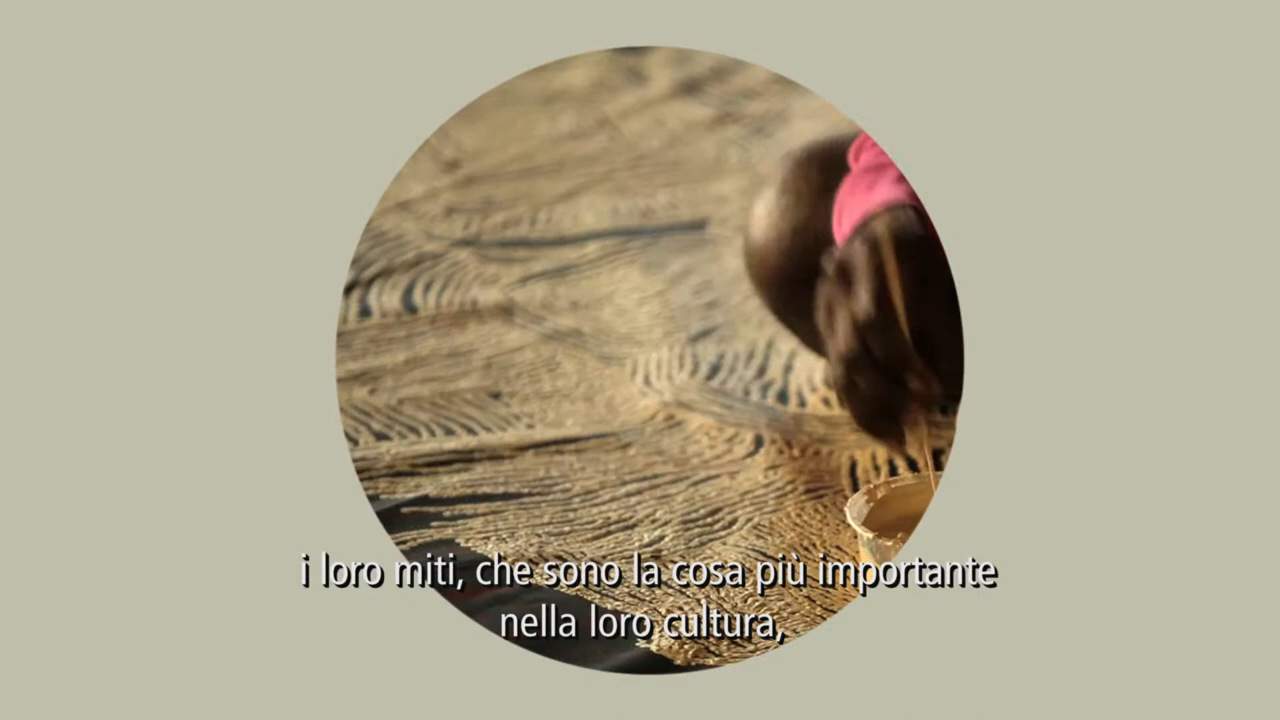 i loro miti, che sono la cosa più importante
nella loro cultura,